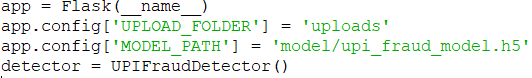 app = Flask(__name__)
app.config['UPLOAD_FOLDER'] = 'uploads'
app.config['MODEL_PATH'] = 'model/upi_fraud_model.h5'
detector = UPIFraudDetector()